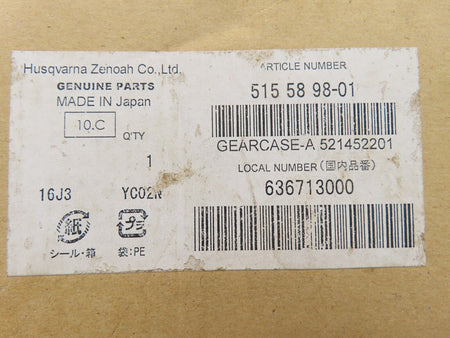 Husqvarna Zenoah Co.,Ltd.
GENUINE PARTS
MADE IN Japan
10.C
Q'TY
1
16J3 YC02N
紙
プラ
シール・箱 袋:PE
ARTICLE NUMBER
515 58 98-01
GEARCASE-A 521452201
LOCAL NUMBER (国内品番)
636713000